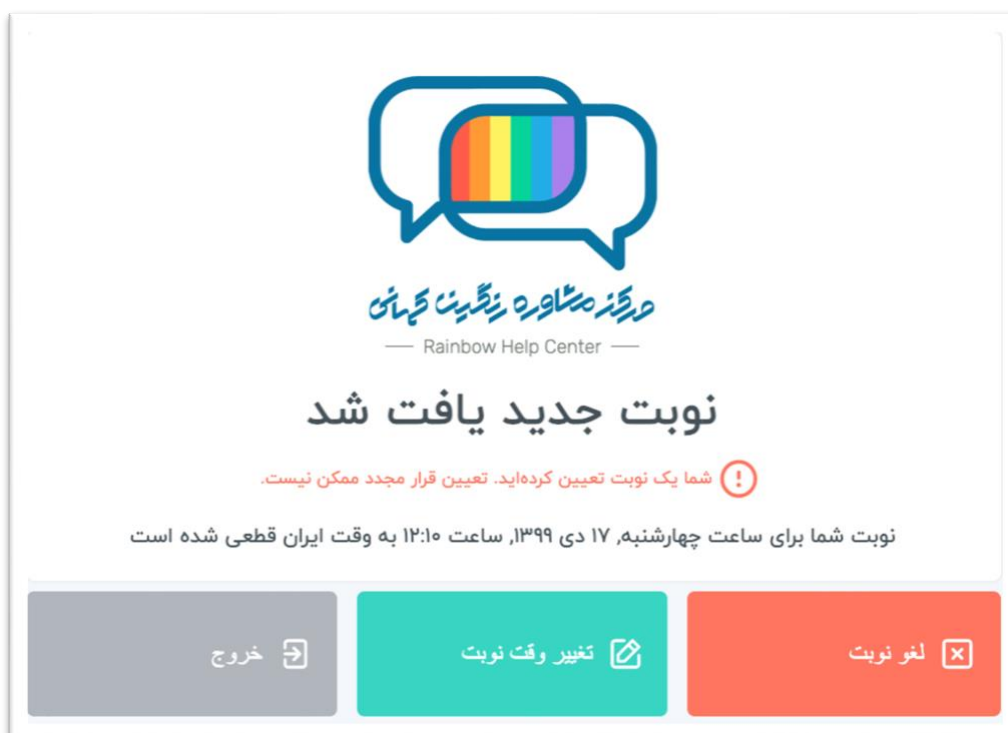 مرکز مشاوره رنگین کمانی
Rainbow Help Center
نوبت جدید یافت شد
شما یک نوبت تعیین کرده‌اید. تعیین قرار مجدد ممکن نیست.
نوبت شما برای ساعت چهارشنبه, ۱۷ دی ۱۳۹۹, ساعت ۱۲:۱۰ به وقت ایران قطعی شده است
لغو نوبت
تغییر وقت نوبت
خروج